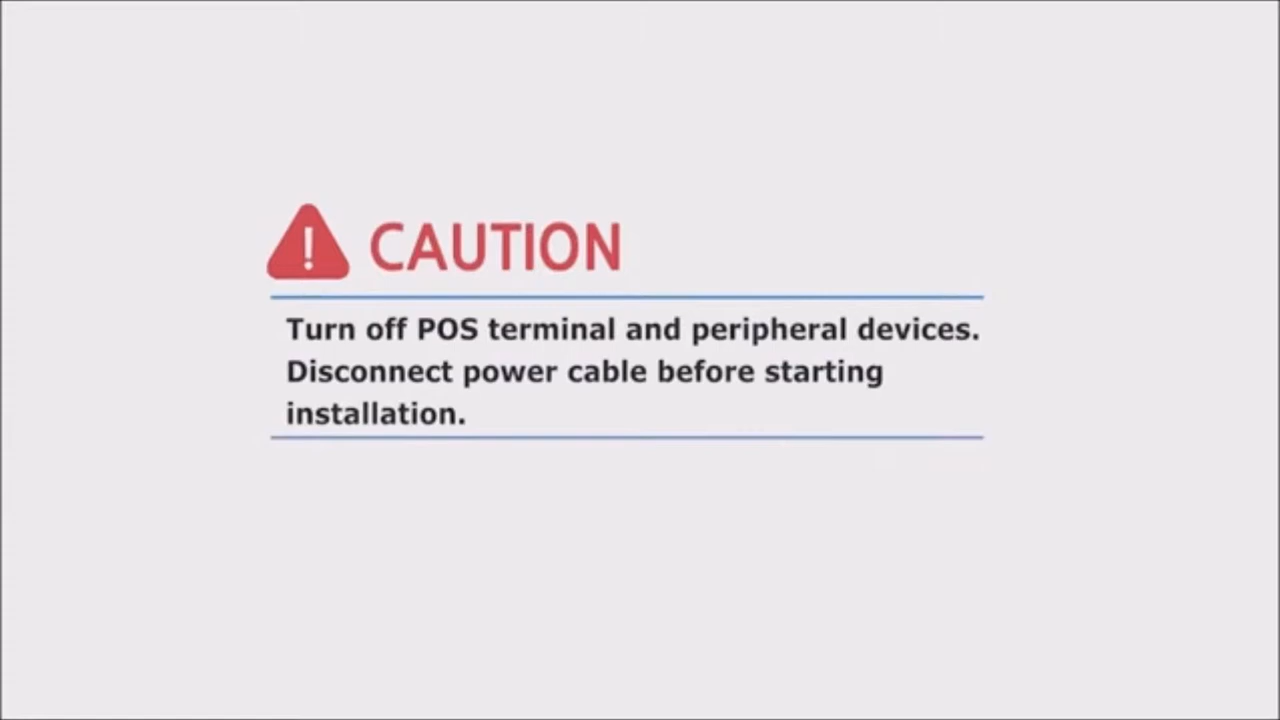 CAUTION
Turn off POS terminal and peripheral devices.
Disconnect power cable before starting
installation.